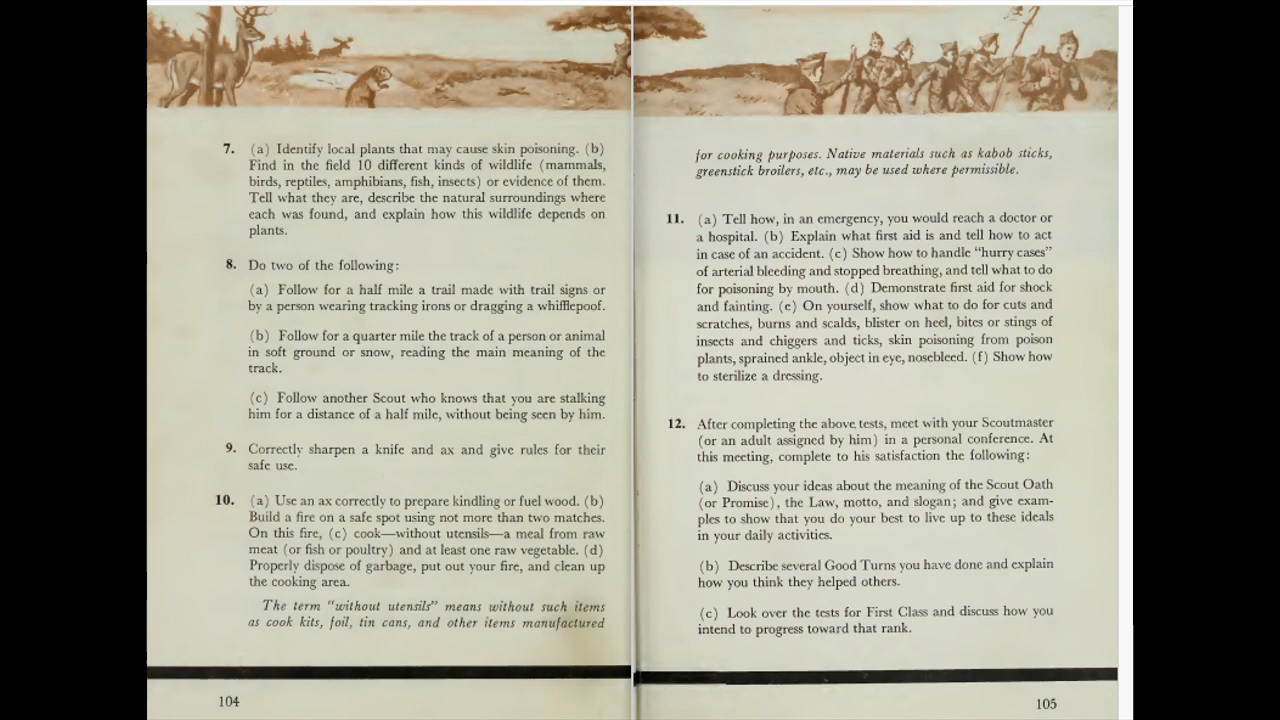 7. (a) Identify local plants that may cause skin poisoning. (b)
Find in the field 10 different kinds of wildlife (mammals,
birds, reptiles, amphibians, fish, insects) or evidence of them.
Tell what they are, describe the natural surroundings where
each was found, and explain how this wildlife depends on
plants.
8. Do two of the following:
(a) Follow for a half mile a trail made with trail signs or
by a person wearing tracking irons or dragging a whifflepoof.
(b) Follow for a quarter mile the track of a person or animal
in soft ground or snow, reading the main meaning of the
track.
(c) Follow another Scout who knows that you are stalking
him for a distance of a half mile, without being seen by him.
9. Correctly sharpen a knife and ax and give rules for their
safe use.
10. (a) Use an ax correctly to prepare kindling or fuel wood. (b)
Build a fire on a safe spot using not more than two matches.
On this fire, (c) cook—without utensils—a meal from raw
meat (or fish or poultry) and at least one raw vegetable. (d)
Properly dispose of garbage, put out your fire, and clean up
the cooking area.
The term "without utensils" means without such items
as cook kits, foil, tin cans, and other items manufactured
104
for cooking purposes. Native materials such as kabob sticks,
greenstick broilers, etc., may be used where permissible.
11. (a) Tell how, in an emergency, you would reach a doctor or
a hospital. (b) Explain what first aid is and tell how to act
in case of an accident. (c) Show how to handle "hurry cases"
of arterial bleeding and stopped breathing, and tell what to do
for poisoning by mouth. (d) Demonstrate first aid for shock
and fainting. (e) On yourself, show what to do for cuts and
scratches, burns and scalds, blister on heel, bites or stings of
insects and chiggers and ticks, skin poisoning from poison
plants, sprained ankle, object in eye, nosebleed. (f) Show how
to sterilize a dressing.
12. After completing the above tests, meet with your Scoutmaster
(or an adult assigned by him) in a personal conference. At
this meeting, complete to his satisfaction the following:
(a) Discuss your ideas about the meaning of the Scout Oath
(or Promise), the Law, motto, and slogan; and give exam-
ples to show that you do your best to live up to these ideals
in your daily activities.
(b) Describe several Good Turns you have done and explain
how you think they helped others.
(c) Look over the tests for First Class and discuss how you
intend to progress toward that rank.
105